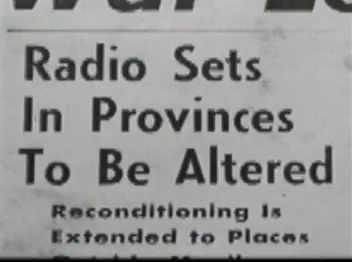 Radio Sets
In Provinces
To Be Altered
Reconditioning Is
Extended to Places